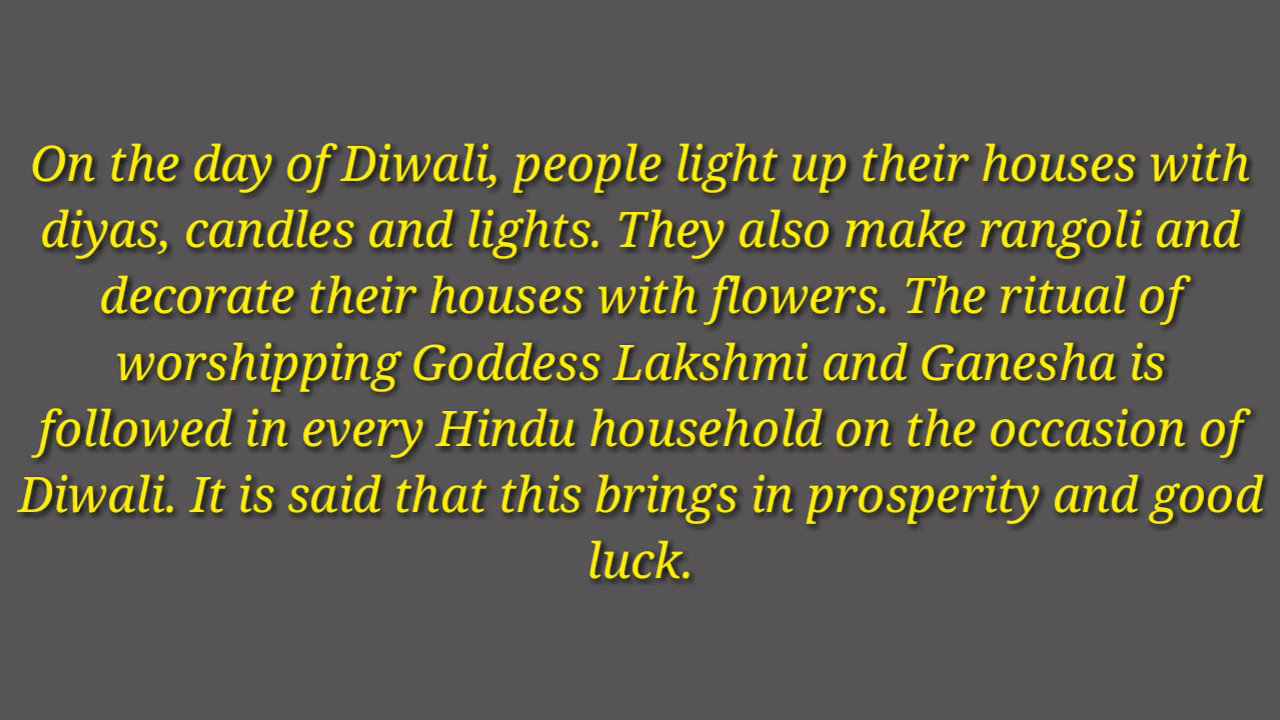 On the day of Diwali, people light up their houses with
diyas, candles and lights. They also make rangoli and
decorate their houses with flowers. The ritual of
worshipping Goddess Lakshmi and Ganesha is
followed in every Hindu household on the occasion of
Diwali. It is said that this brings in prosperity and good
luck.